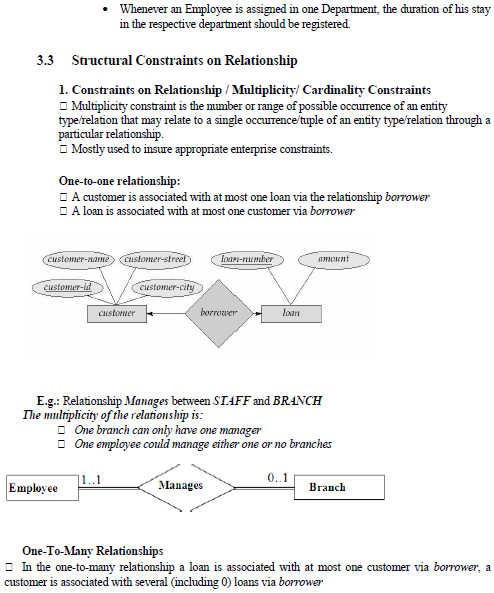 • Whenever an Employee is assigned in one Department, the duration of his stay
in the respective department should be registered.
3.3 Structural Constraints on Relationship
1. Constraints on Relationship / Multiplicity/ Cardinality Constraints
□ Multiplicity constraint is the number or range of possible occurrence of an entity
type/relation that may relate to a single occurrence/tuple of an entity type/relation through a
particular relationship.
□ Mostly used to insure appropriate enterprise constraints.
One-to-one relationship:
□ A customer is associated with at most one loan via the relationship borrower
□ A loan is associated with at most one customer via borrower
customer-name customer-street loan-number amount
customer-id customer-city
customer borrower loan
E.g.: Relationship Manages between STAFF and BRANCH
The multiplicity of the relationship is:
□ One branch can only have one manager
□ One employee could manage either one or no branches
1..1 0..1
Employee Manages Branch
One-To-Many Relationships
□ In the one-to-many relationship a loan is associated with at most one customer via borrower, a
customer is associated with several (including 0) loans via borrower